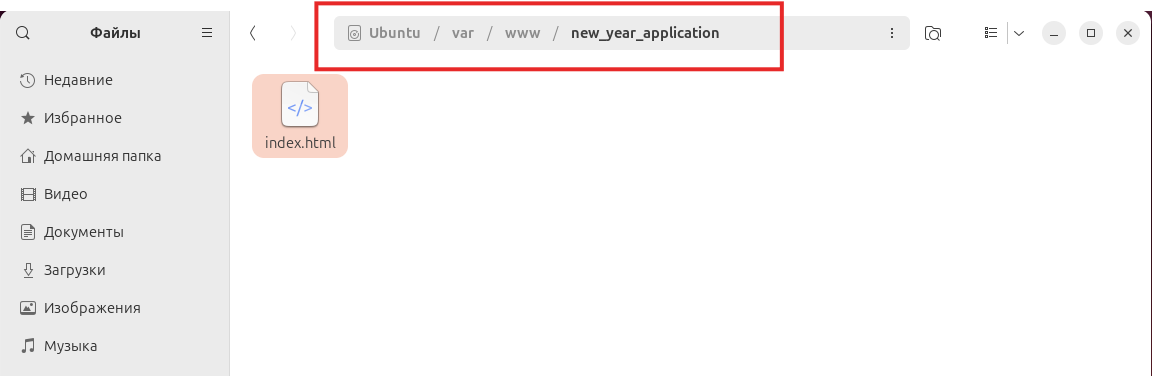 Файлы
Ubuntu / var / www / new_year_application
Недавние
Избранное
Домашняя папка
Видео
Документы
Загрузки
Изображения
Музыка
</>
index.html